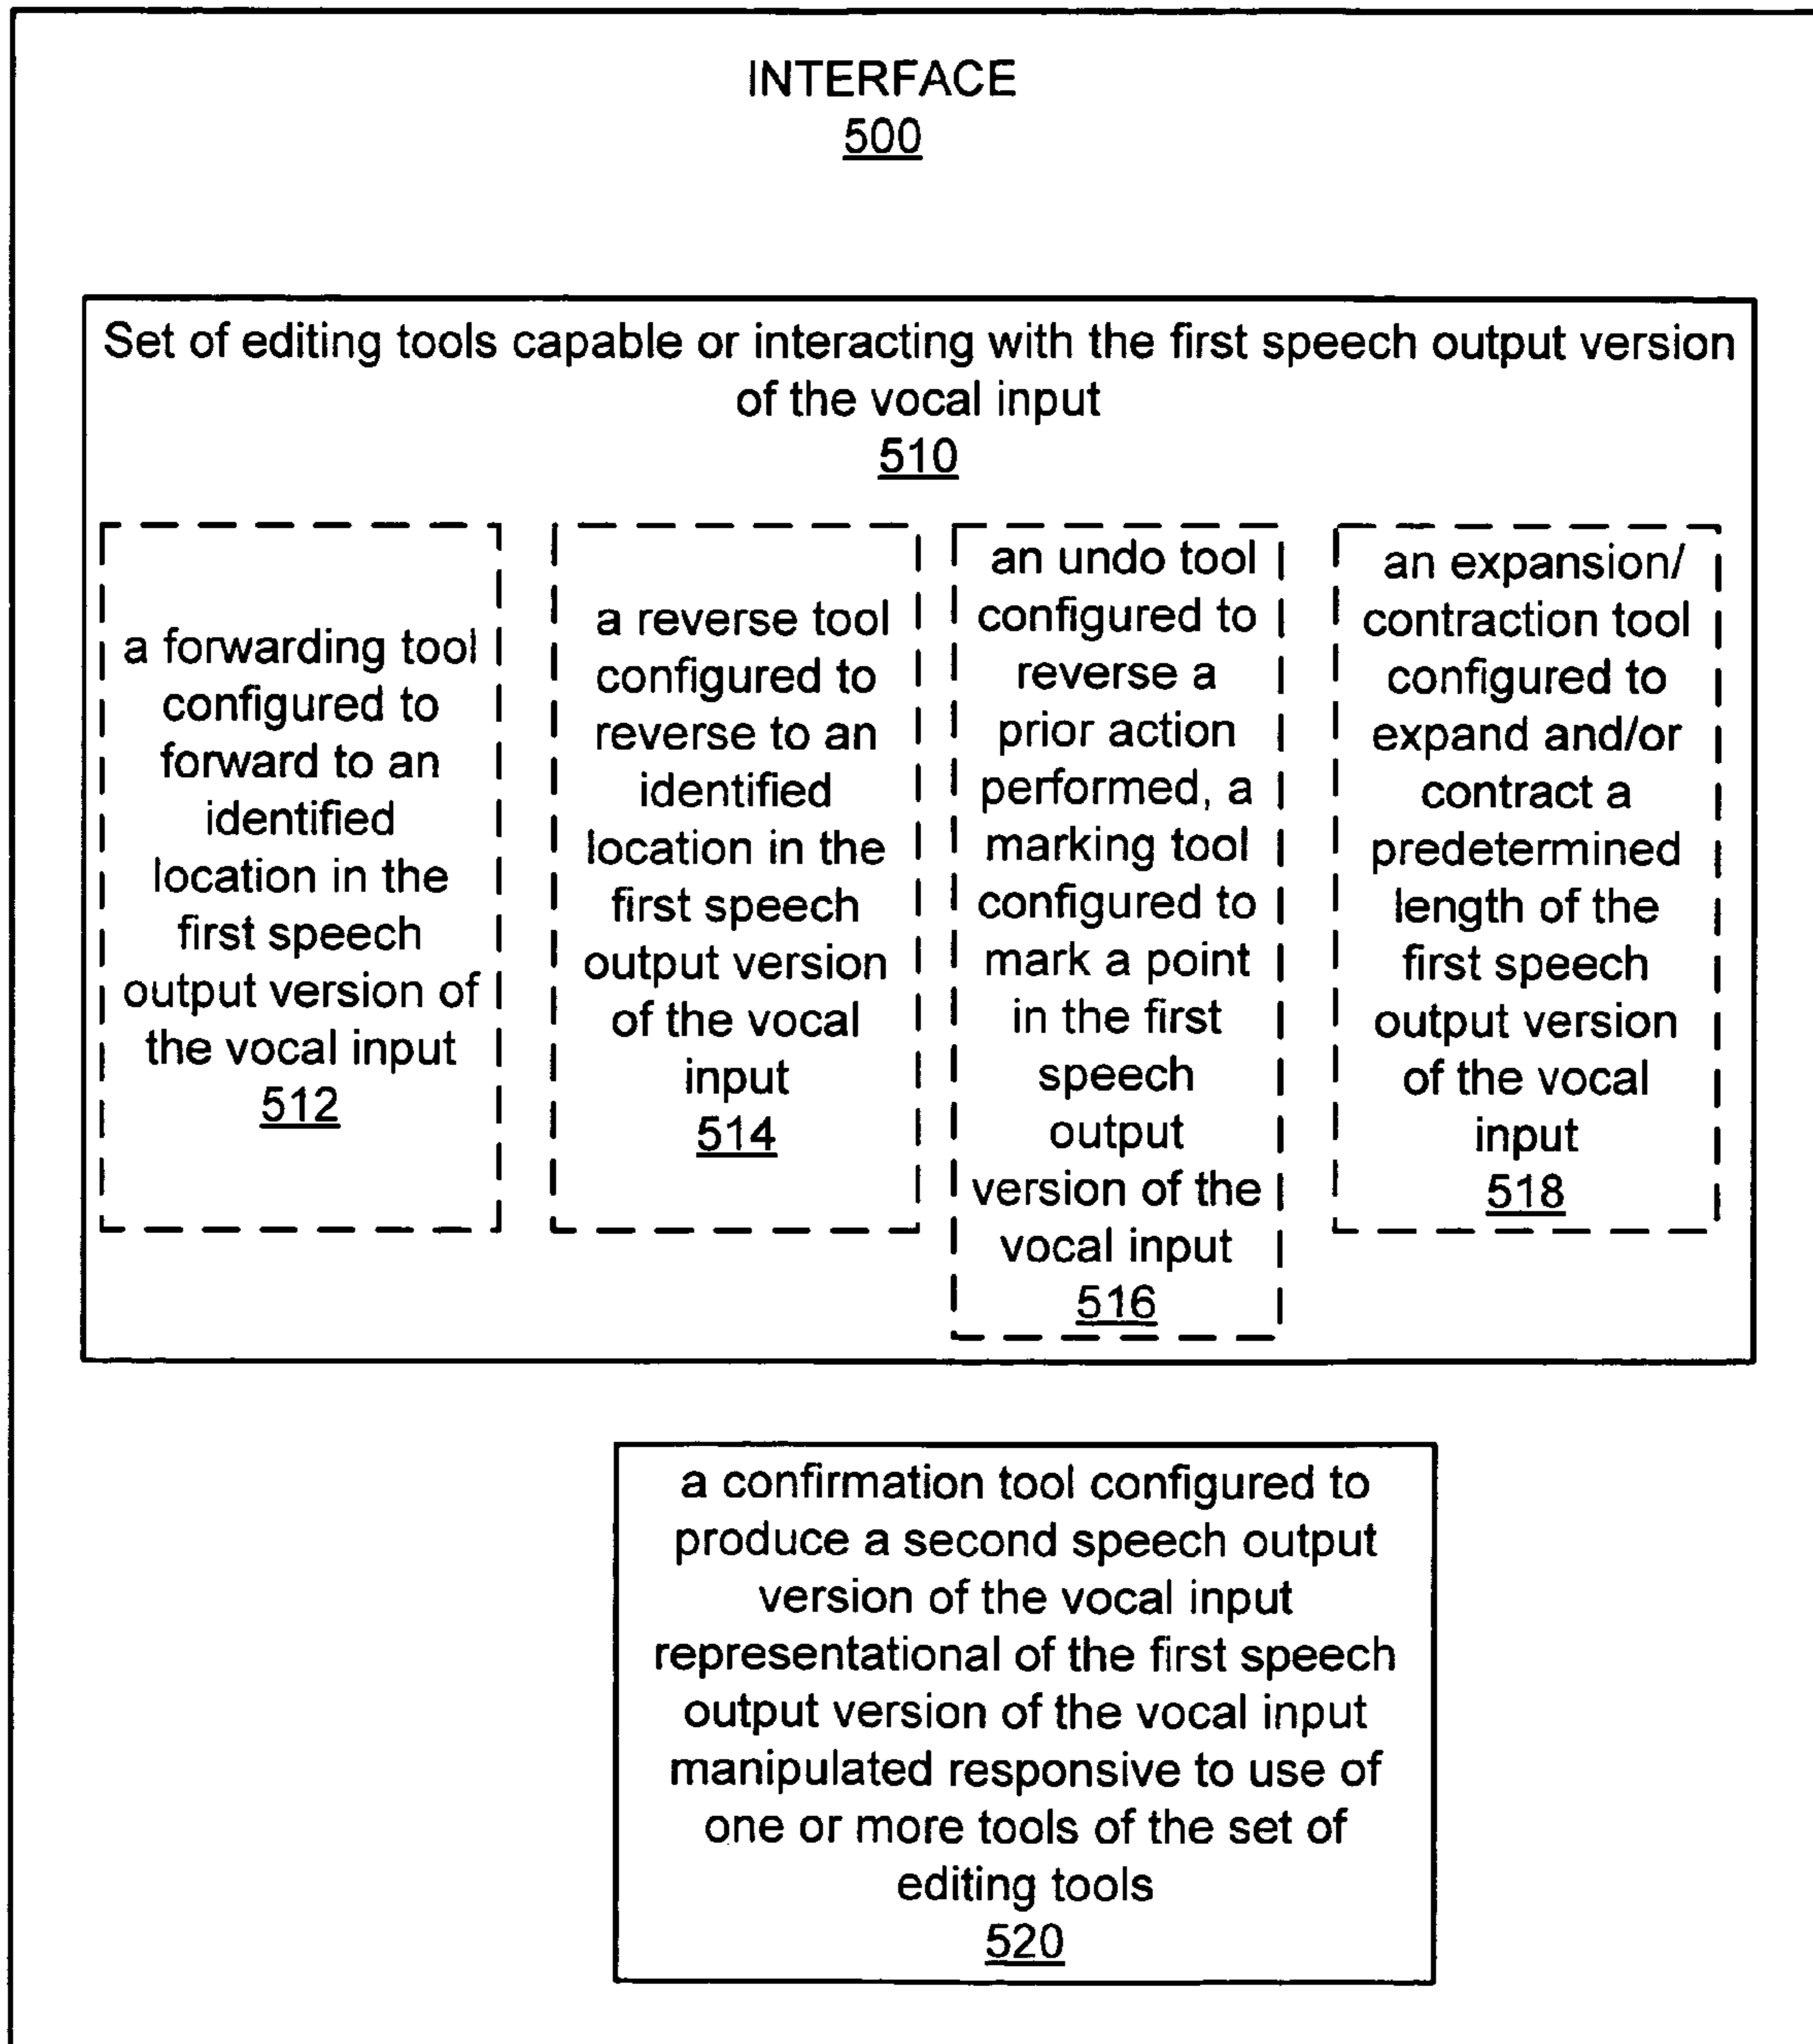 INTERFACE
500
Set of editing tools capable or interacting with the first speech output version
of the vocal input
510
a forwarding tool
configured to
forward to an
identified
location in the
first speech
output version of
the vocal input
512
a reverse tool
configured to
reverse to an
identified
location in the
first speech
output version
of the vocal
input
514
an undo tool
configured to
reverse a
prior action
performed, a
marking tool
configured to
mark a point
in the first
speech
output
version of the
vocal input
516
an expansion/
contraction tool
configured to
expand and/or
contract a
predetermined
length of the
first speech
output version
of the vocal
input
518
a confirmation tool configured to
produce a second speech output
version of the vocal input
representational of the first speech
output version of the vocal input
manipulated responsive to use of
one or more tools of the set of
editing tools
520